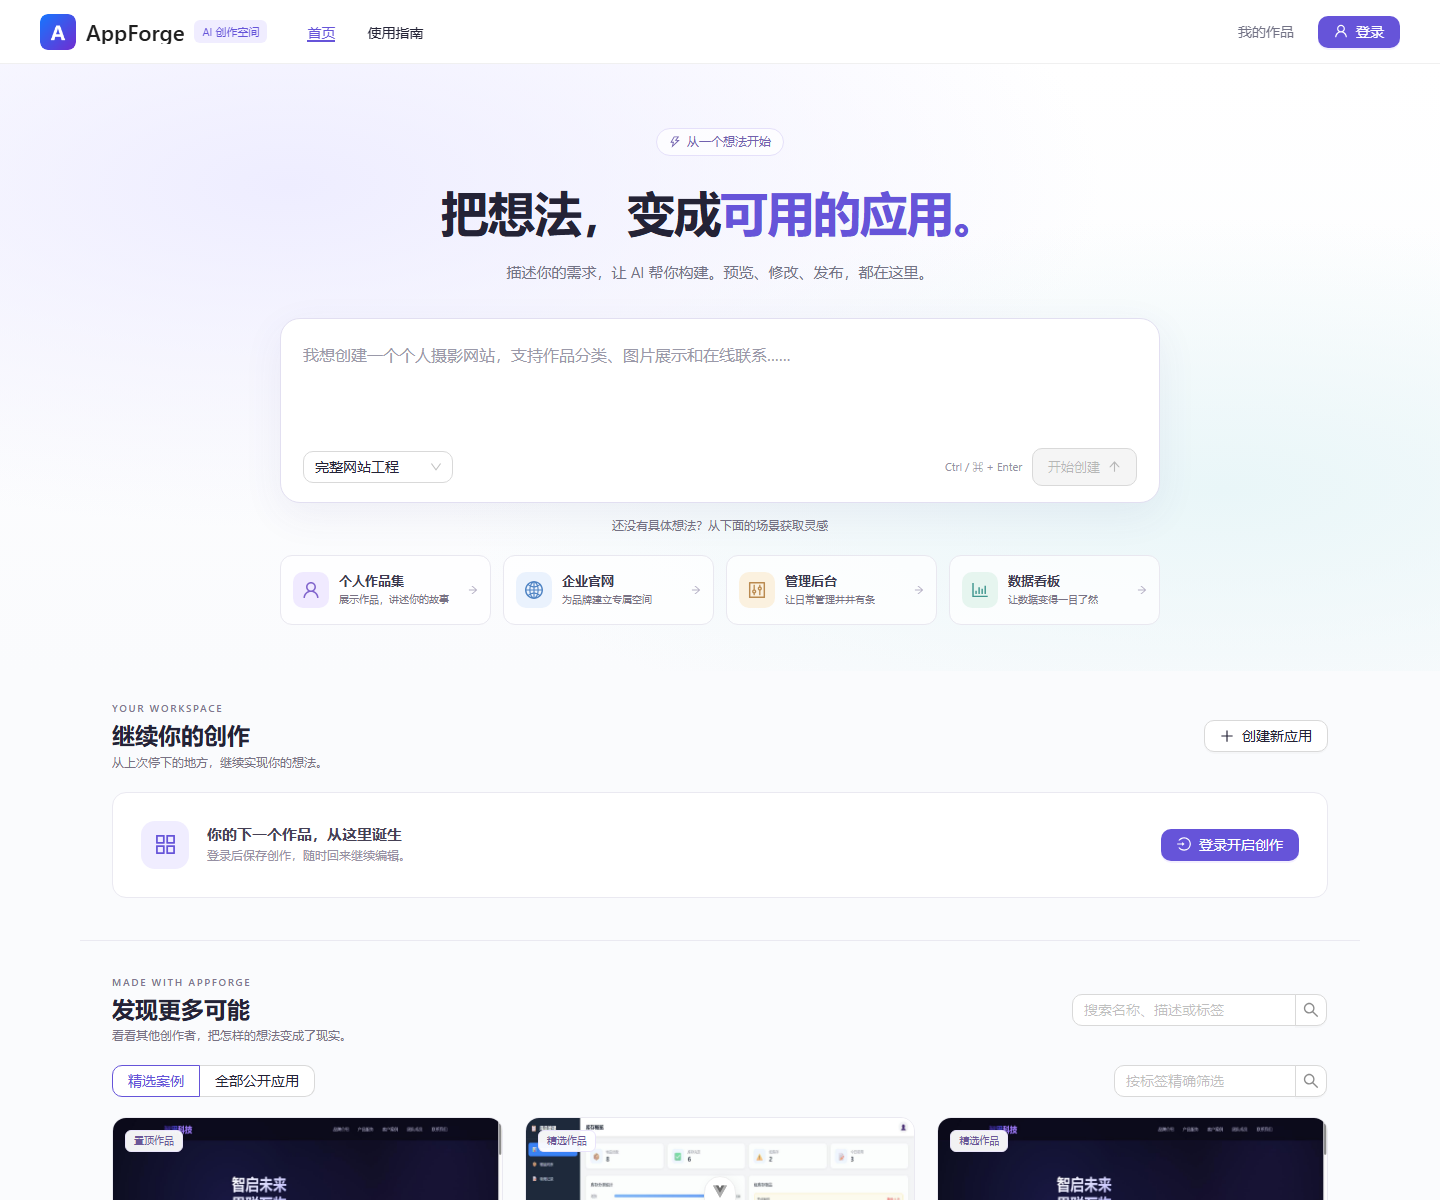 A AppForge AI 创作空间 首页 使用指南 我的作品 登录
从一个想法开始
把想法，变成可用的应用。
描述你的需求，让 AI 帮你构建。预览、修改、发布，都在这里。
我想创建一个个人摄影网站，支持作品分类、图片展示和在线联系......
完整网站工程 Ctrl / ⌘ + Enter 开始创建
还没有具体想法？从下面的场景获取灵感
个人作品集
展示作品，讲述你的故事
企业官网
为品牌建立专属空间
管理后台
让日常管理井井有条
数据看板
让数据变得一目了然
YOUR WORKSPACE
继续你的创作
从上次停下的地方，继续实现你的想法。
创建新应用
你的下一个作品，从这里诞生
登录后保存创作，随时回来继续编辑。
登录开启创作
MADE WITH APPFORGE
发现更多可能
看看其他创作者，把怎样的想法变成了现实。
搜索名称、描述或标签
精选案例 全部公开应用
按标签精确筛选
置顶作品
智启未来
精选作品
8
6
2
3
精选作品
智启未来